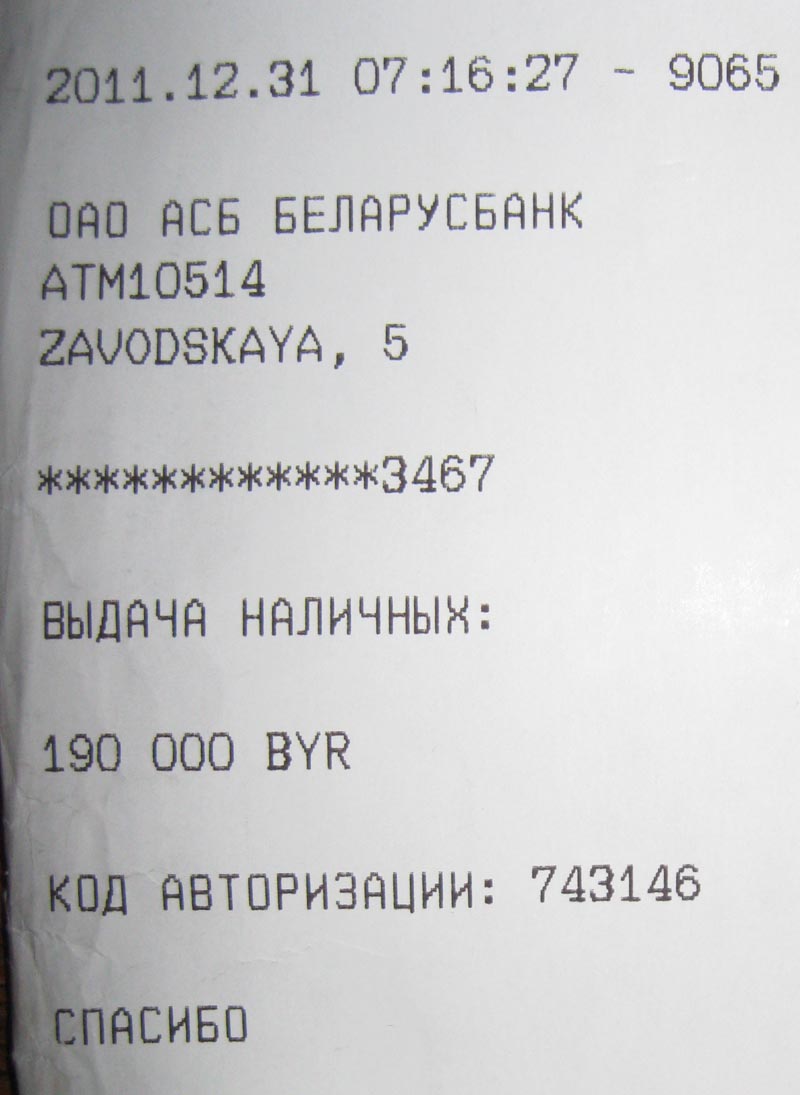 2011.12.31 07:16:27 - 9065
ОАО АСБ БЕЛАРУСБАНК
ATM10514
ZAVODSKAYA, 5
************3467
ВЫДАЧА НАЛИЧНЫХ:
190 000 BYR
КОД АВТОРИЗАЦИИ: 743146
СПАСИБО